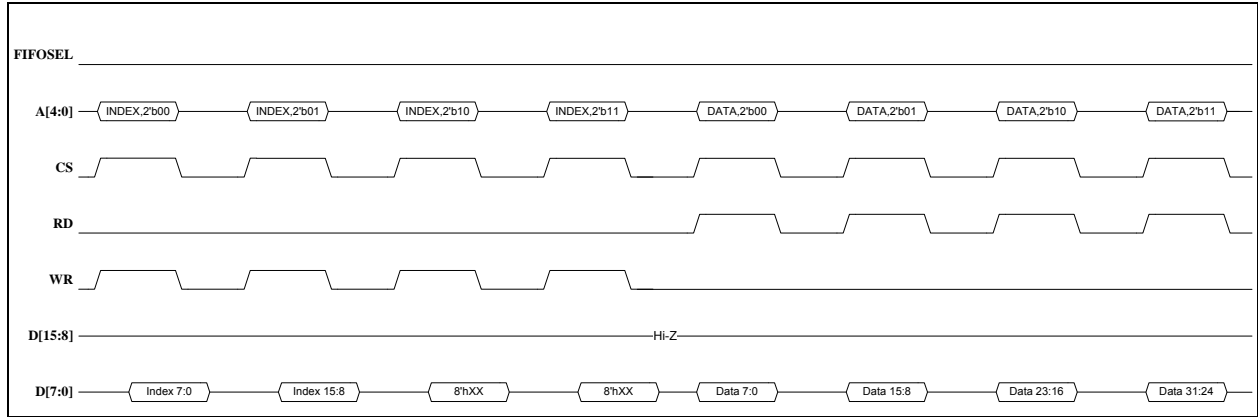 FIFOSEL
A[4:0] INDEX,2'b00 INDEX,2'b01 INDEX,2'b10 INDEX,2'b11 DATA,2'b00 DATA,2'b01 DATA,2'b10 DATA,2'b11
CS
RD
WR
D[15:8] Hi-Z
D[7:0] Index 7:0 Index 15:8 8'hXX 8'hXX Data 7:0 Data 15:8 Data 23:16 Data 31:24